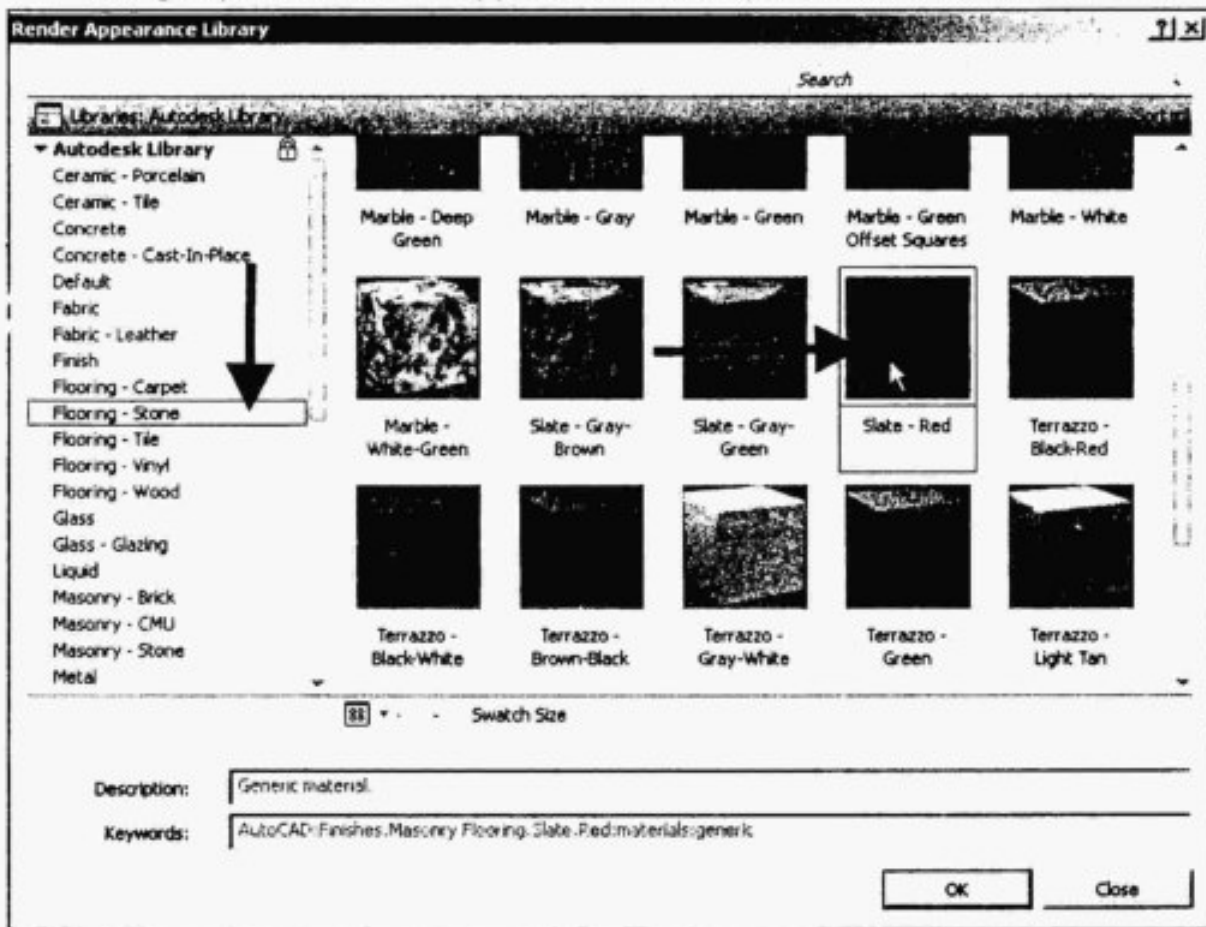 Render Appearance Library
Search
Libraries: Autodesk Library
Autodesk Library
Ceramic - Porcelain
Ceramic - Tile
Concrete
Concrete - Cast-In-Place
Default
Fabric
Fabric - Leather
Finish
Flooring - Carpet
Flooring - Stone
Flooring - Tile
Flooring - Vinyl
Flooring - Wood
Glass
Glass - Glazing
Liquid
Masonry - Brick
Masonry - CMU
Masonry - Stone
Metal
Marble - Deep
Green
Marble - Gray
Marble - Green
Marble - Green
Offset Squares
Marble - White
Marble -
White-Green
Slate - Gray-
Brown
Slate - Gray-
Green
Slate - Red
Terrazzo -
Black-Red
Terrazzo -
Black-White
Terrazzo -
Brown-Black
Terrazzo -
Gray-White
Terrazzo -
Green
Terrazzo -
Light Tan
Swatch Size
Description:
Generic material.
Keywords:
AutoCAD:Finishes.Masonry Flooring.Slate.Red:materials:generic
OK
Close